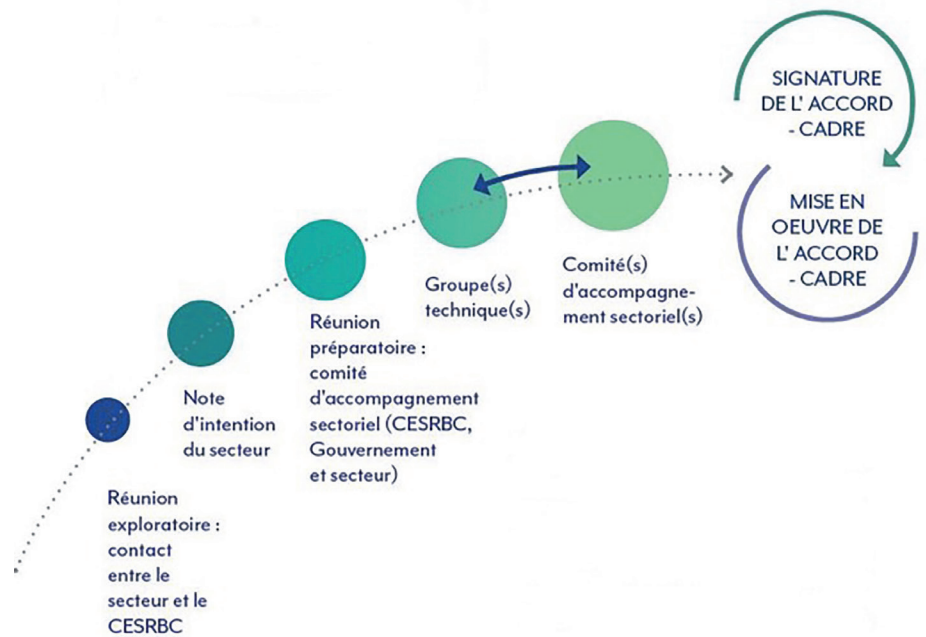 Réunion
exploratoire :
contact
entre le
secteur et le
CESRBC
Note
d'intention
du secteur
Réunion
préparatoire :
comité
d'accompagnement
sectoriel (CESRBC,
Gouvernement
et secteur)
Groupe(s)
technique(s)
Comité(s)
d'accompagne-
ment sectoriel(s)
SIGNATURE
DE L' ACCORD
- CADRE
MISE EN
OEUVRE DE
L' ACCORD
- CADRE